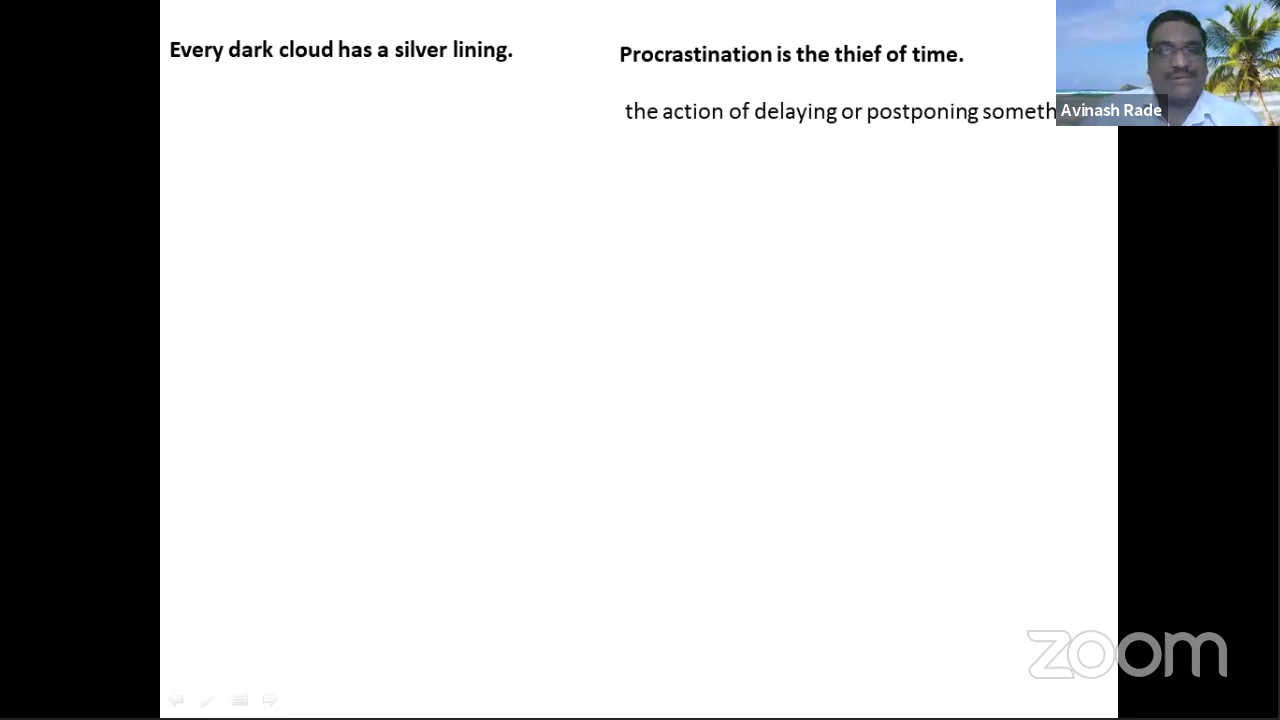 Every dark cloud has a silver lining.
Procrastination is the thief of time.
the action of delaying or postponing someth
Avinash Rade
zoom